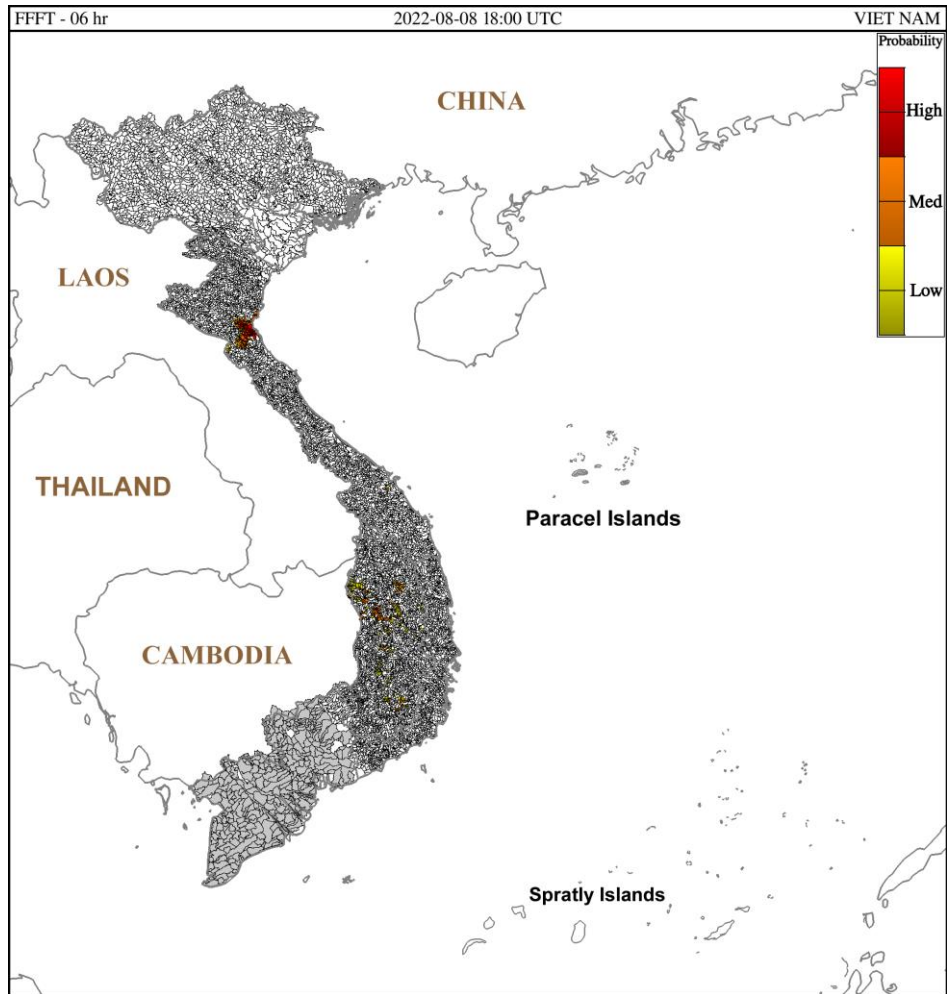 FFFT - 06 hr
2022-08-08 18:00 UTC
VIET NAM
Probability
CHINA
High
Med
LAOS
Low
THAILAND
Paracel Islands
CAMBODIA
Spratly Islands